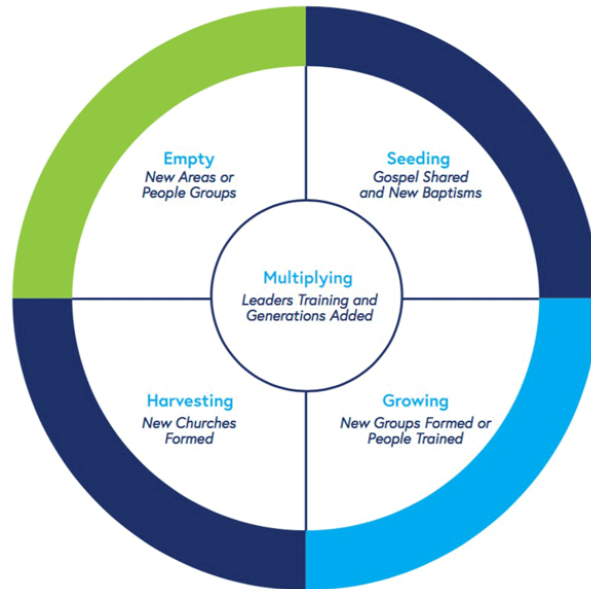 Empty
New Areas or
People Groups
Seeding
Gospel Shared
and New Baptisms
Multiplying
Leaders Training and
Generations Added
Harvesting
New Churches
Formed
Growing
New Groups Formed or
People Trained